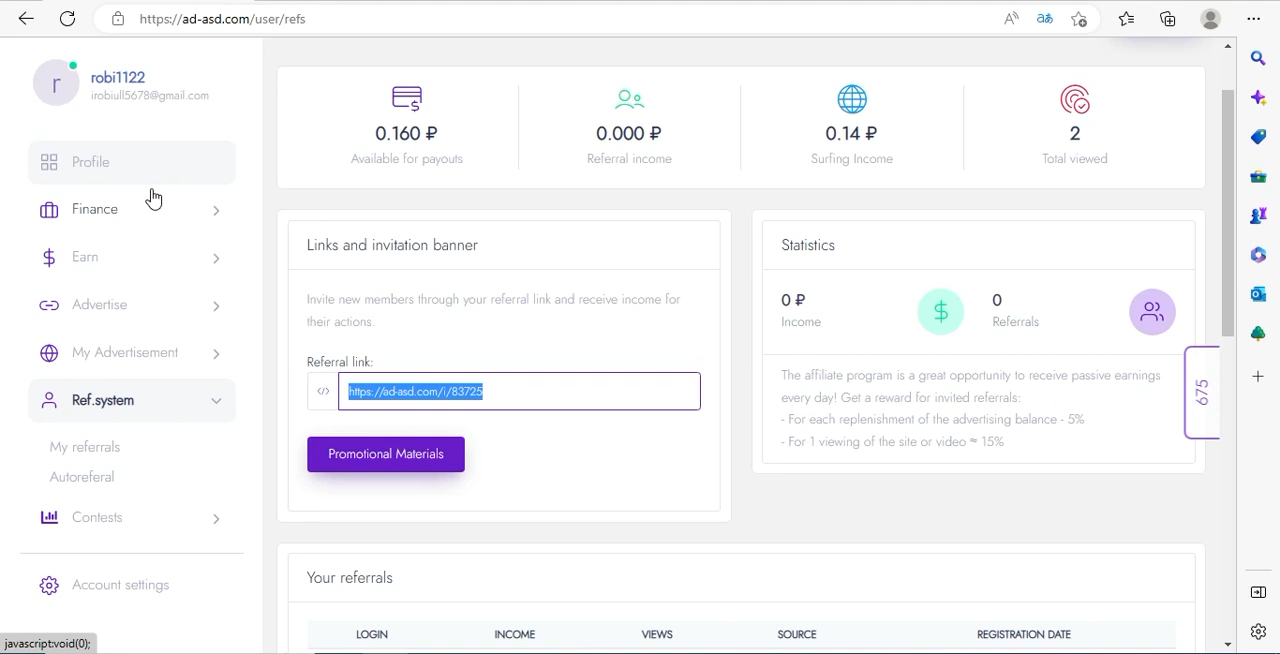 https://ad-asd.com/user/refs
r
robi1122
irobiull5678@gmail.com
Profile
Finance
Earn
Advertise
My Advertisement
Ref.system
My referrals
Autoreferal
Contests
Account settings
javascript:void(0);
0.160 ₽
Available for payouts
0.000 ₽
Referral income
0.14 ₽
Surfing Income
2
Total viewed
Links and invitation banner
Invite new members through your referral link and receive income for
their actions.
Referral link:
https://ad-asd.com/i/83725
Promotional Materials
Statistics
0 ₽
Income
0
Referrals
The affiliate program is a great opportunity to receive passive earnings
every day! Get a reward for invited referrals:
- For each replenishment of the advertising balance - 5%
- For 1 viewing of the site or video ≈ 15%
675
Your referrals
LOGIN INCOME VIEWS SOURCE REGISTRATION DATE